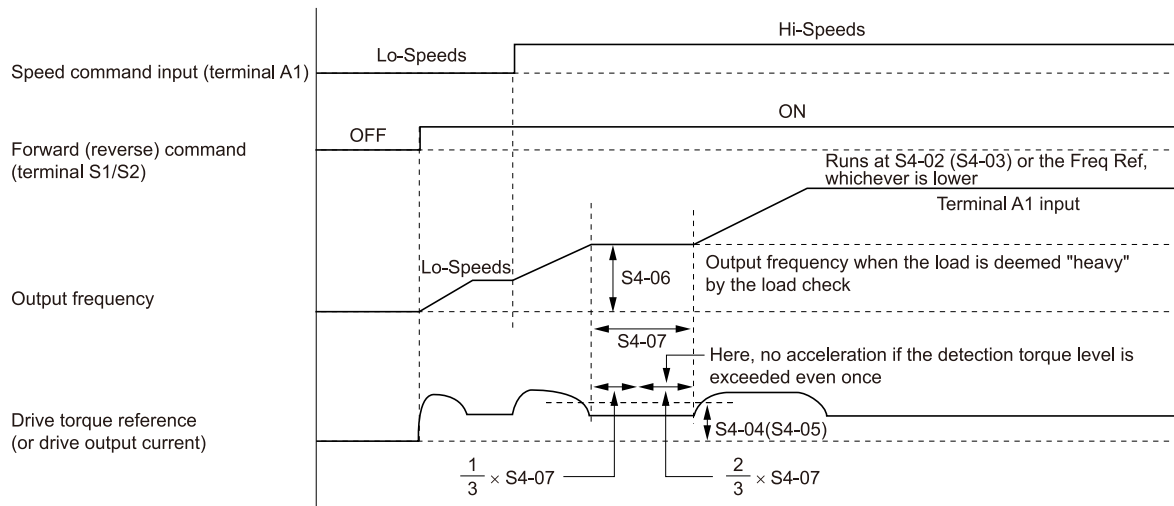 Hi-Speeds
Lo-Speeds
Speed command input (terminal A1)
ON
OFF
Forward (reverse) command
(terminal S1/S2)
Runs at S4-02 (S4-03) or the Freq Ref,
whichever is lower
Terminal A1 input
Lo-Speeds
S4-06
Output frequency when the load is deemed "heavy"
by the load check
Output frequency
S4-07
Here, no acceleration if the detection torque level is
exceeded even once
Drive torque reference
(or drive output current)
S4-04(S4-05)
1/3 × S4-07
2/3 × S4-07